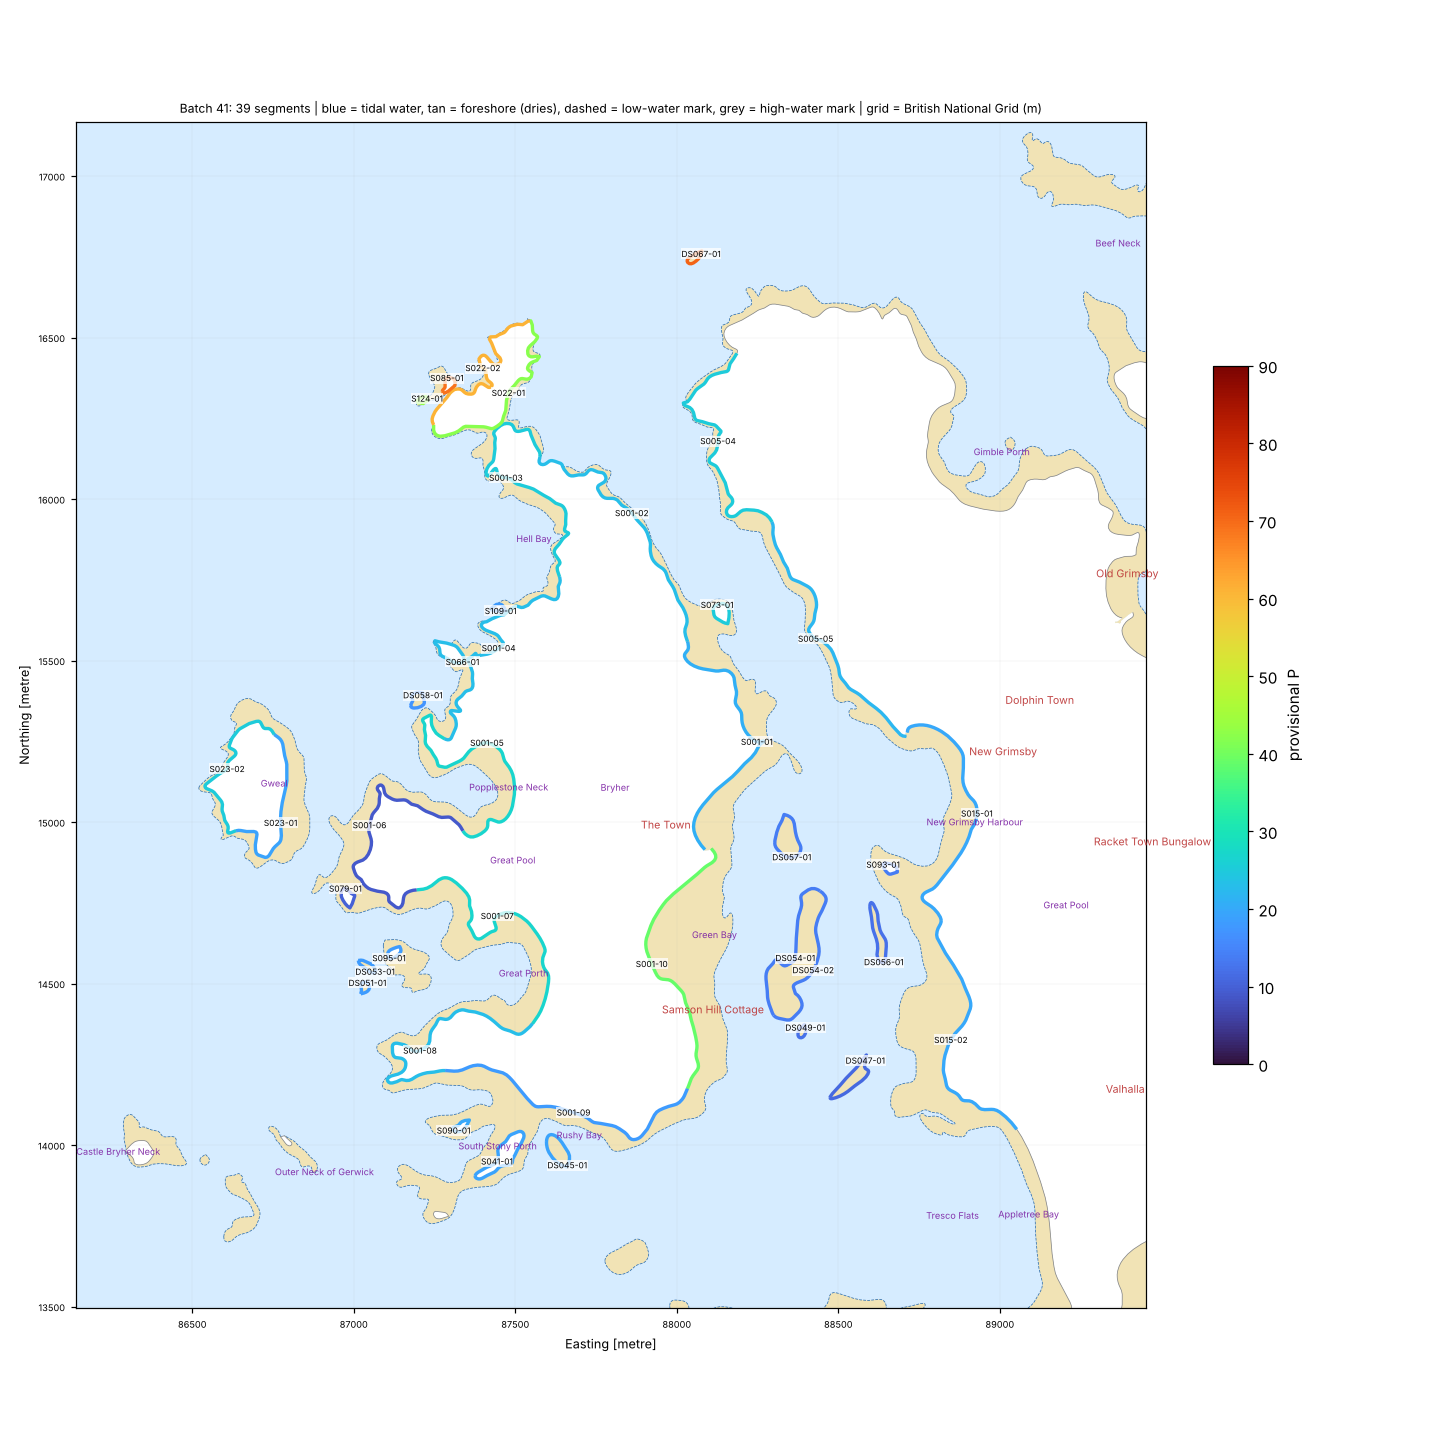 Batch 41: 39 segments | blue = tidal water, tan = foreshore (dries), dashed = low-water mark, grey = high-water mark | grid = British National Grid (m)
17000
Beef Neck
DS067-01
90
16500
S022-02
S085-01
80
S022-01
S124-01
S005-04
Gimble Porth
S001-03
70
16000
S001-02
Hell Bay
Old Grimsby
60
S109-01
S073-01
S005-05
S001-04
15500
S066-01
DS058-01
Dolphin Town
50
S001-05
S001-01
New Grimsby
provisional P
Northing [metre]
S023-02
Gweal
Popplestone Neck
Bryher
40
S015-01
15000
S023-01
S001-06
The Town
New Grimsby Harbour
Racket Town Bungalow
30
DS057-01
Great Pool
S093-01
S079-01
Great Pool
S001-07
20
Green Bay
S095-01
DS053-01
S001-10
DS054-01
DS056-01
DS054-02
Great Porth
14500
DS051-01
10
Samson Hill Cottage
DS049-01
S015-02
S001-08
DS047-01
0
Valhalla
S001-09
S090-01
Rushy Bay
14000
Castle Bryher Neck
South Stony Porth
S041-01
DS045-01
Outer Neck of Gerwick
Tresco Flats
Appletree Bay
13500
86500
87000
87500
88000
88500
89000
Easting [metre]